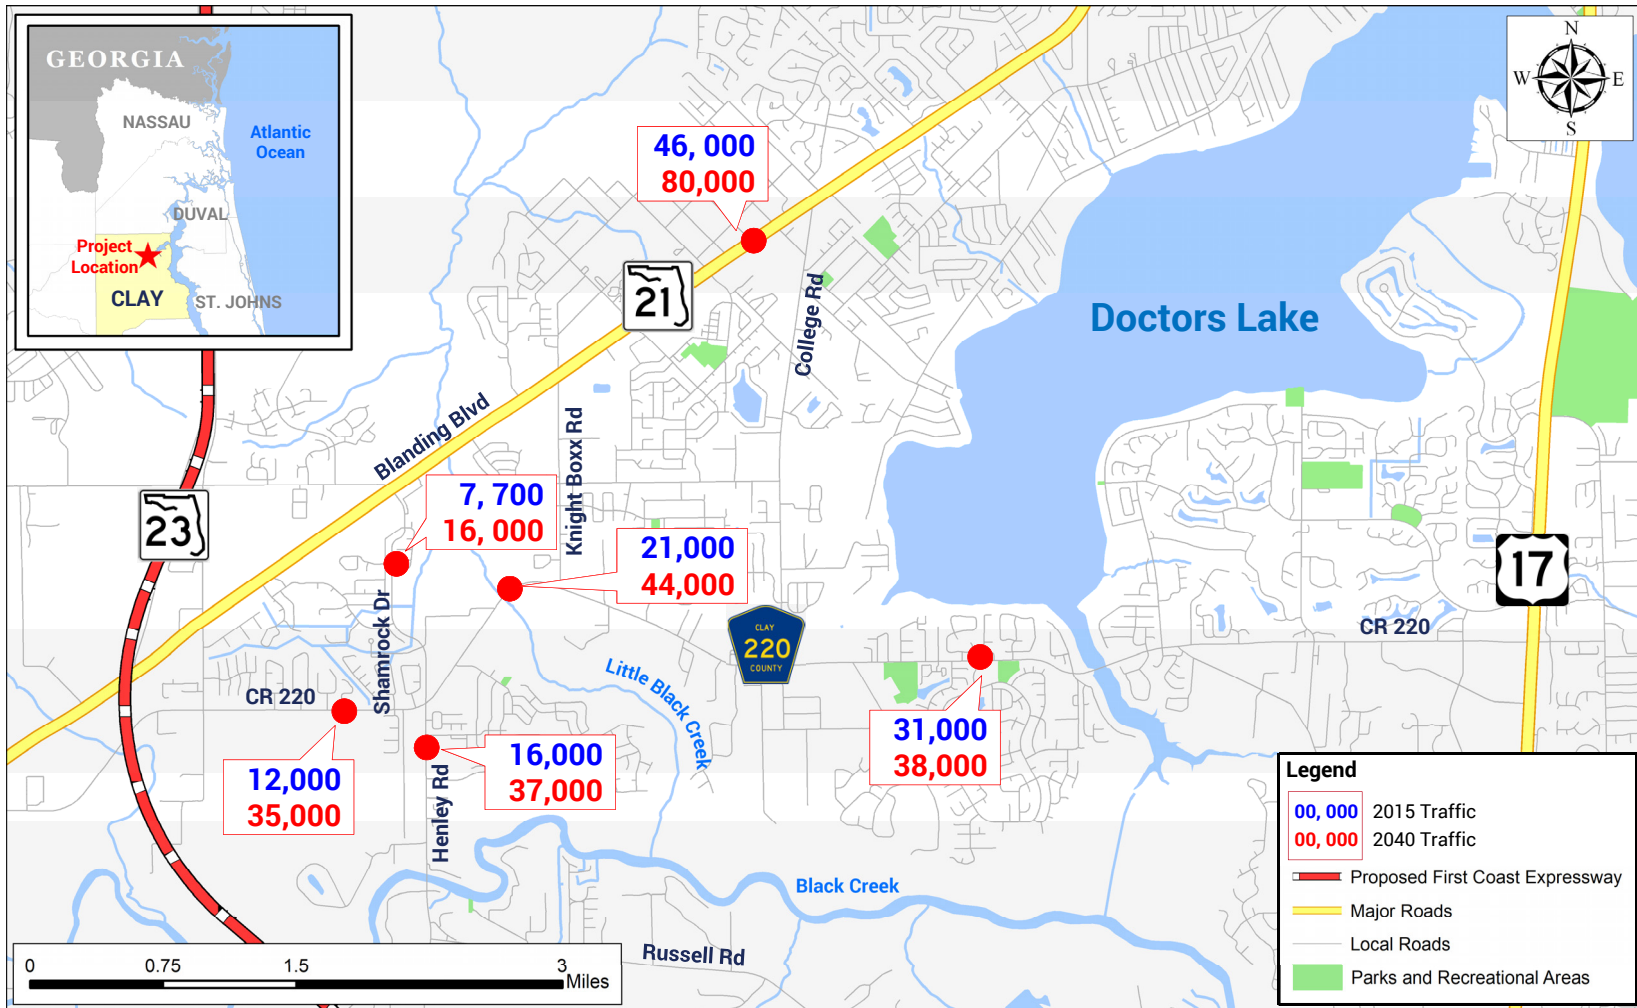 GEORGIA
NASSAU
Atlantic
Ocean
DUVAL
Project
Location
CLAY
ST. JOHNS
N
W E
S
46, 000
80,000
21
College Rd
Doctors Lake
Blanding Blvd
Knight Boxx Rd
7, 700
16, 000
23
21,000
44,000
17
Shamrock Dr
CLAY
220
COUNTY
CR 220
Little Black Creek
CR 220
31,000
38,000
16,000
37,000
12,000
35,000
Henley Rd
Black Creek
Russell Rd
Legend
00, 000 2015 Traffic
00, 000 2040 Traffic
Proposed First Coast Expressway
Major Roads
Local Roads
Parks and Recreational Areas
0 0.75 1.5 3
Miles